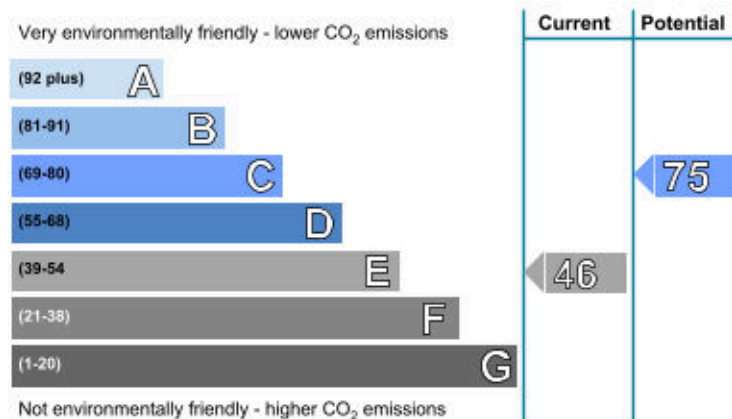 Very environmentally friendly - lower CO₂ emissions
Current
Potential
(92 plus) A
(81-91) B
(69-80) C
75
(55-68) D
(39-54 E
46
(21-38) F
(1-20) G
Not environmentally friendly - higher CO₂ emissions